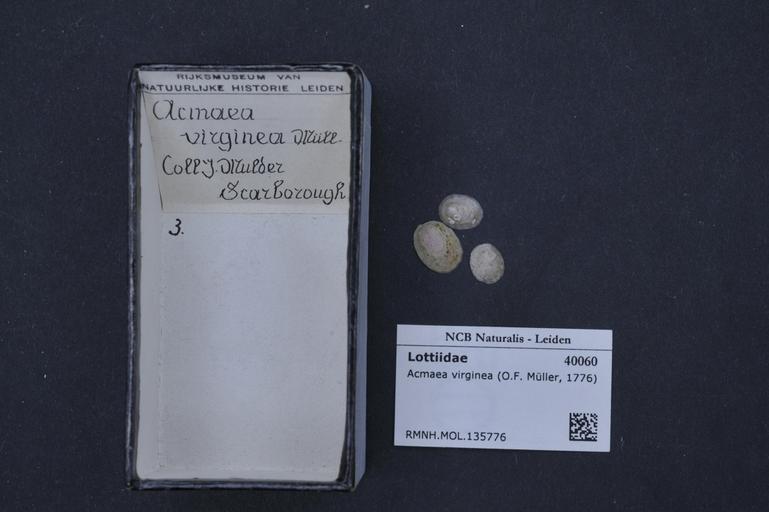 RIJKSMUSEUM VAN
NATUURLIJKE HISTORIE LEIDEN
Acmaea
virginea Müll.
Coll J. Mulder
Scarborough
3.
NCB Naturalis - Leiden
Lottiidae 40060
Acmaea virginea (O.F. Müller, 1776)
RMNH.MOL.135776